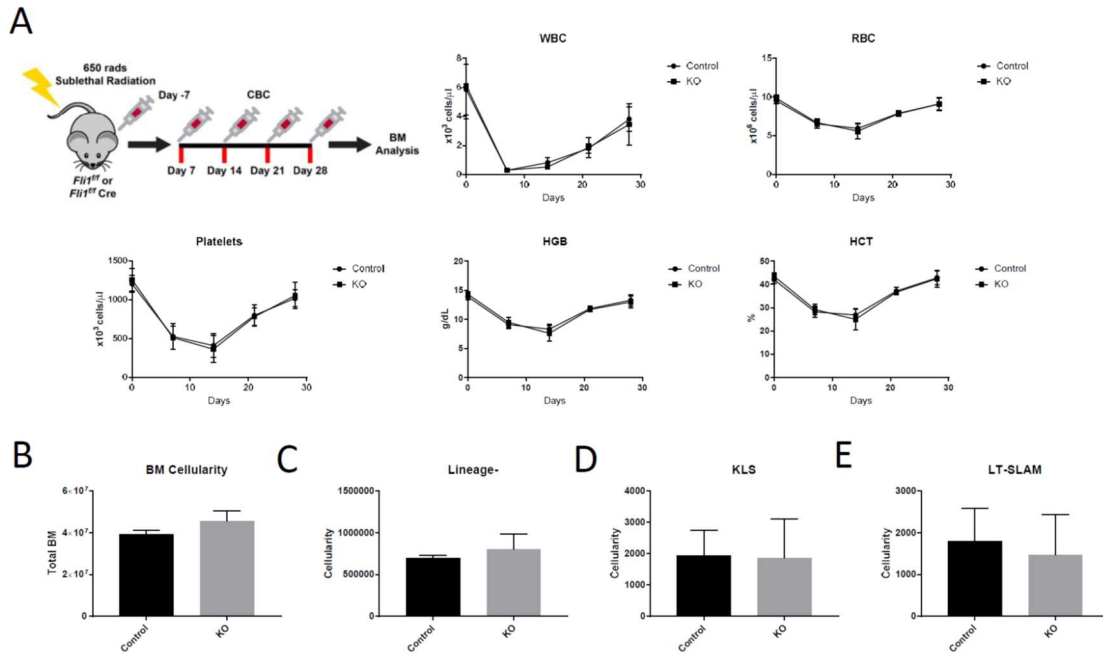 A
650 rads
Sublethal Radiation
Day -7
CBC
BM
Analysis
Day 7 Day 14 Day 21 Day 28
Fli1f/f or
Fli1f/f Cre
WBC
x10³ cells/µl
6
4
2
0
0 10 20 30
Days
Control
KO
RBC
x10⁶ cells/µl
15
10
5
0
0 10 20 30
Days
Control
KO
Platelets
x10³ cells/µl
1500
1000
500
0
0 10 20 30
Days
Control
KO
HGB
g/dL
20
15
10
5
0
0 10 20 30
Days
Control
KO
HCT
%
50
40
30
20
10
0
0 10 20 30
Days
Control
KO
B
BM Cellularity
Total BM
6×10⁷
4×10⁷
2×10⁷
0
Control KO
C
Lineage-
Cellularity
1500000
1000000
500000
0
Control KO
D
KLS
Cellularity
4000
3000
2000
1000
0
Control KO
E
LT-SLAM
Cellularity
3000
2000
1000
0
Control KO